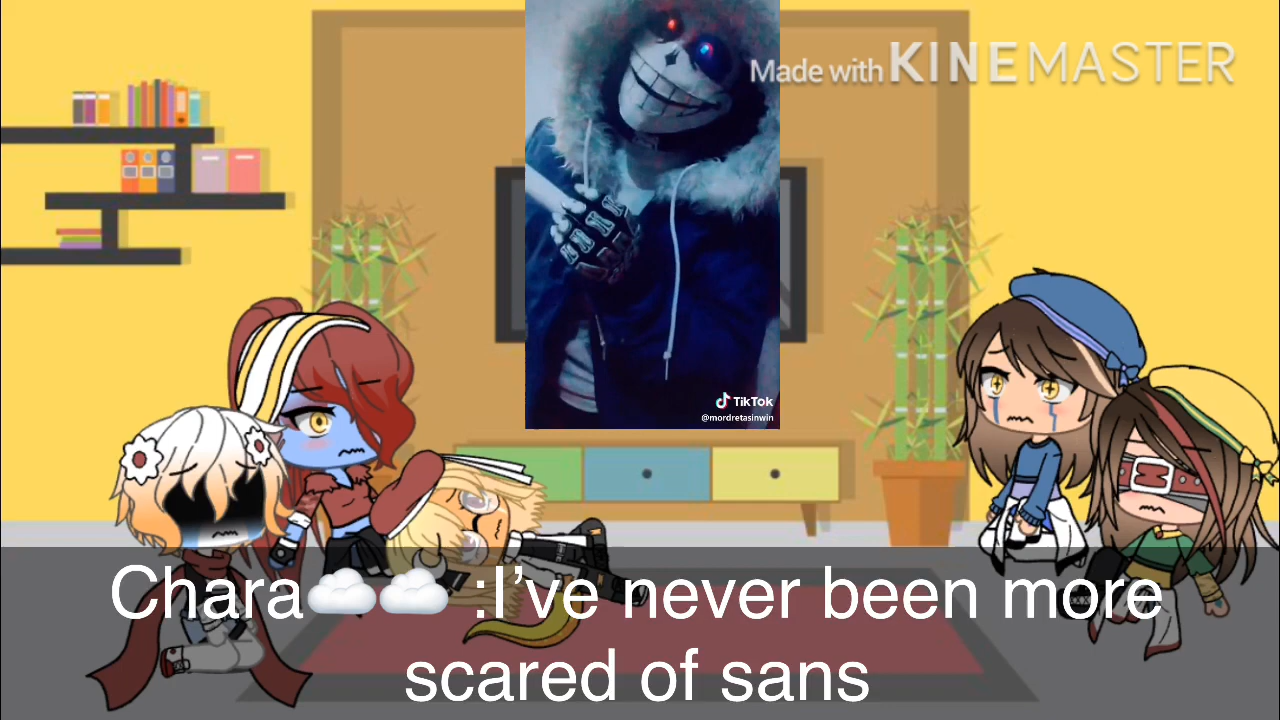 Made with KINEMASTER
TikTok
@mordretasinwin
Chara☁️☁️ :I’ve never been more
scared of sans